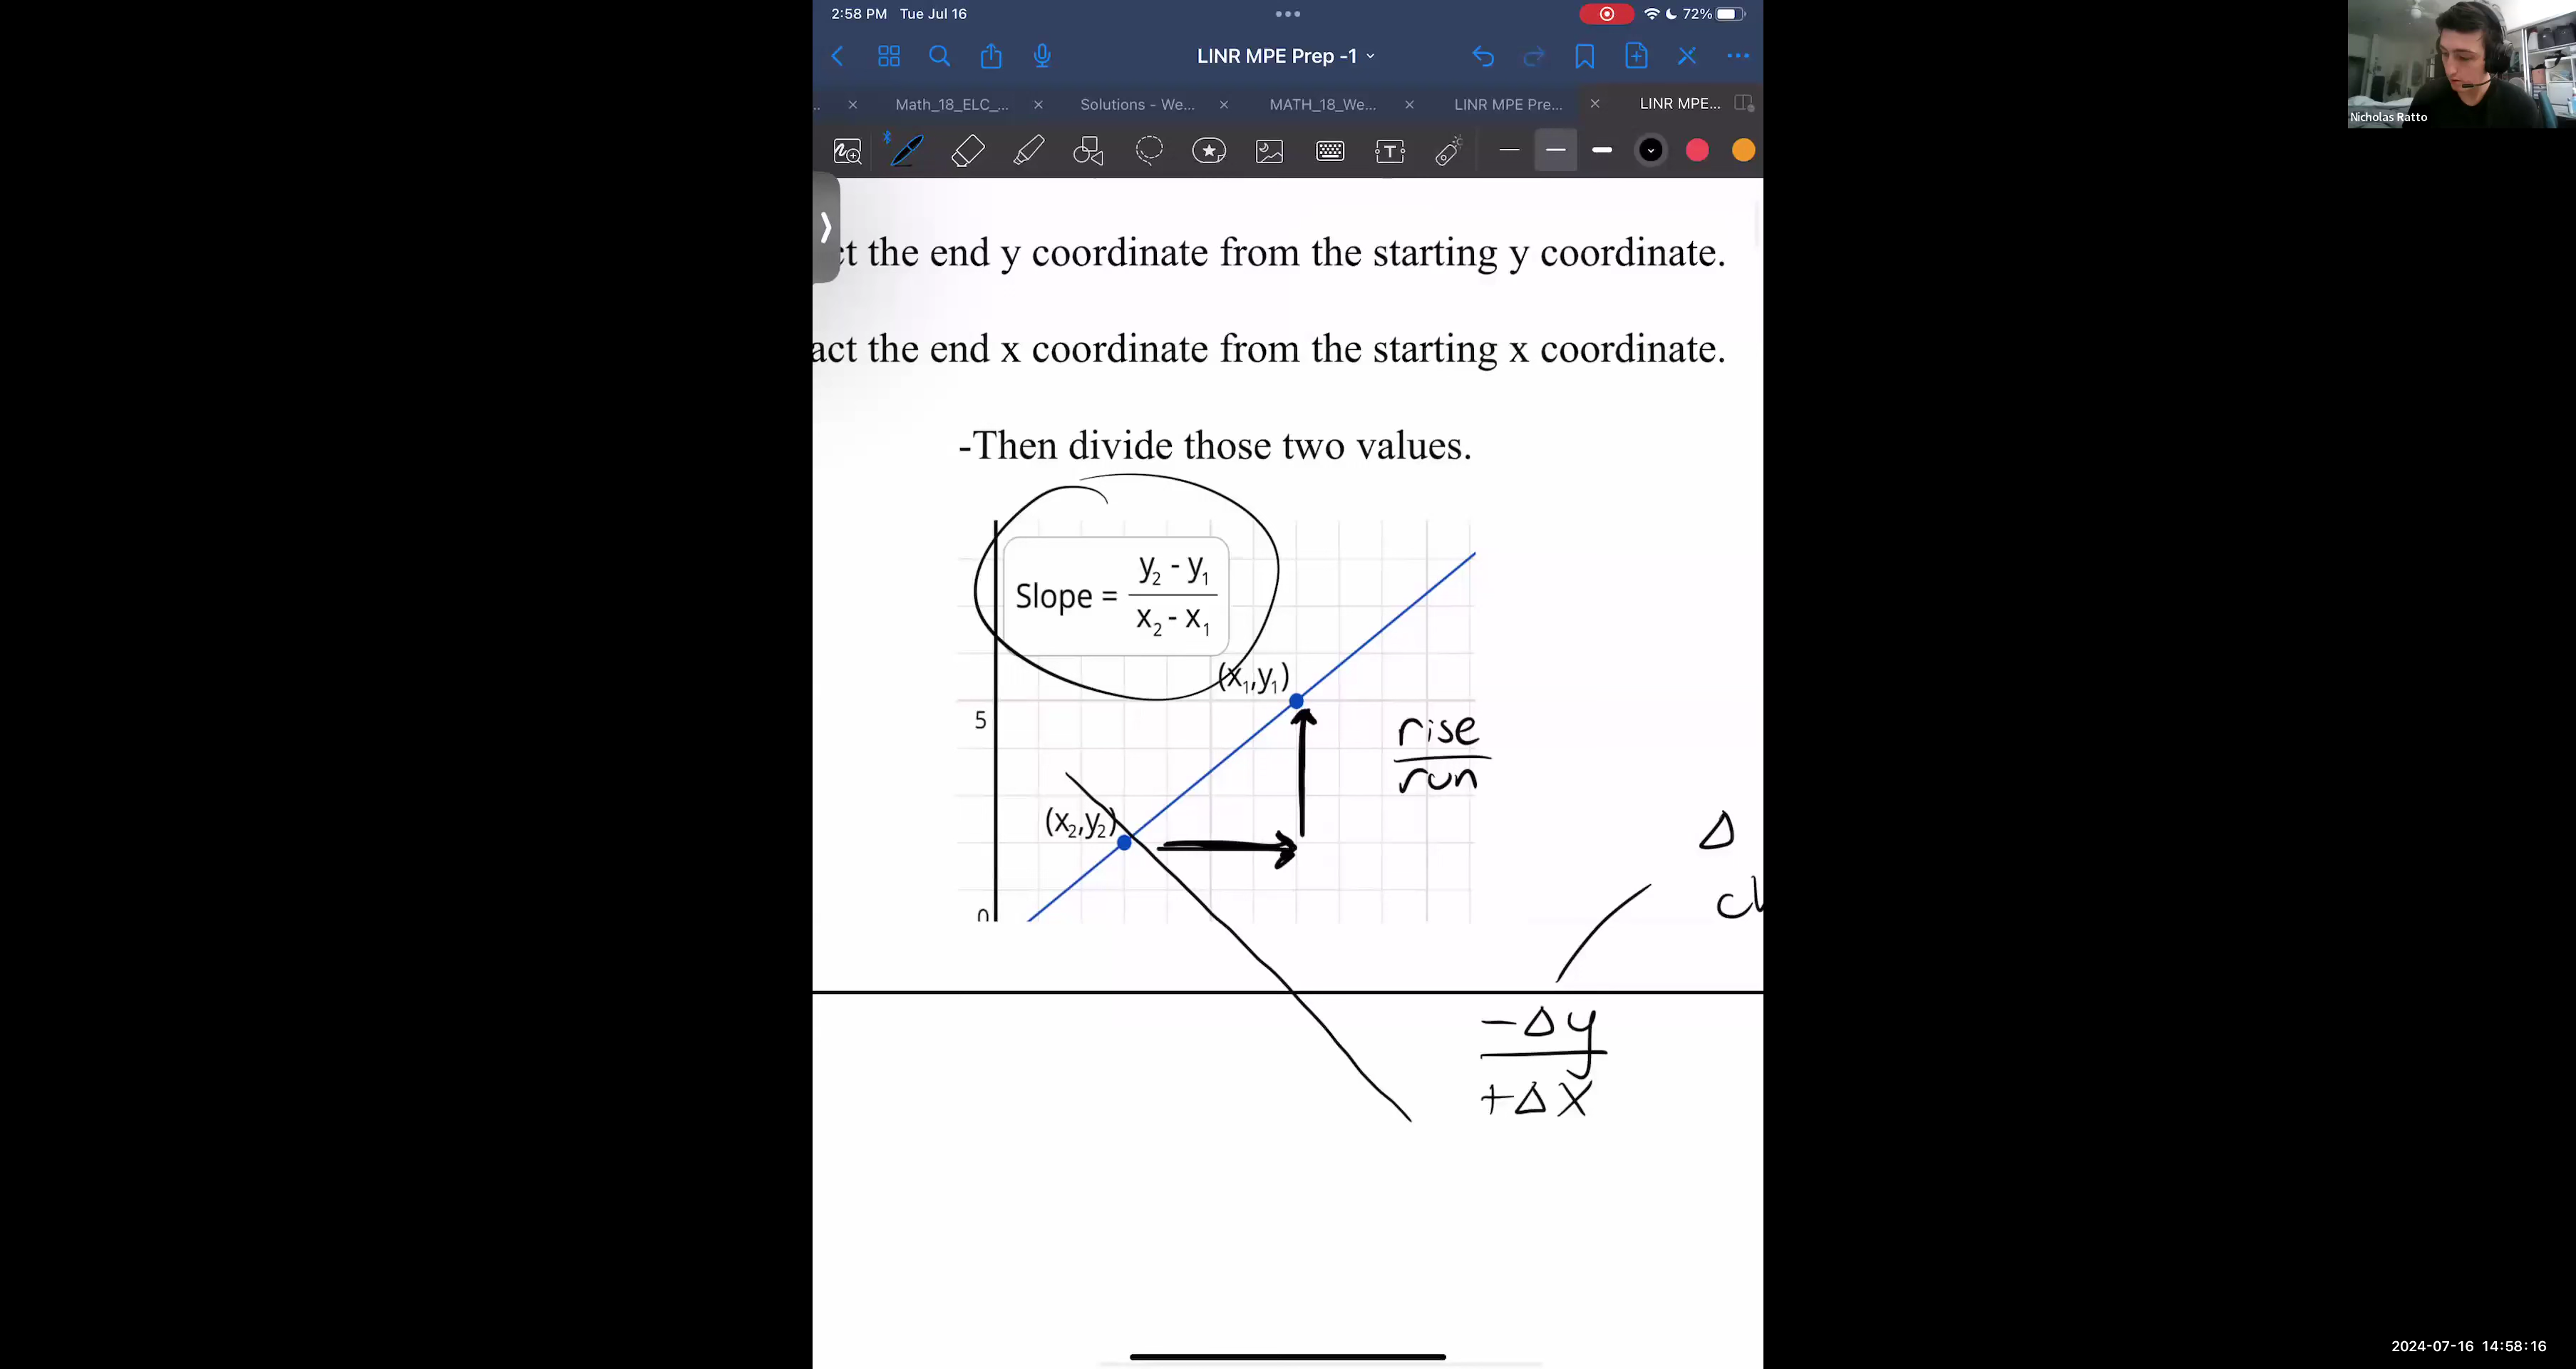 2:58 PM Tue Jul 16
72%
LINR MPE Prep -1
Math_18_ELC_...
Solutions - We...
MATH_18_We...
LINR MPE Pre...
LINR MPE...
Nicholas Ratto
ct the end y coordinate from the starting y coordinate.
act the end x coordinate from the starting x coordinate.
-Then divide those two values.
Slope = y₂ - y₁
x₂ - x₁
(x₁,y₁)
5
rise
run
(x₂,y₂)
Δ
0
-Δy
+Δx
2024-07-16 14:58:16